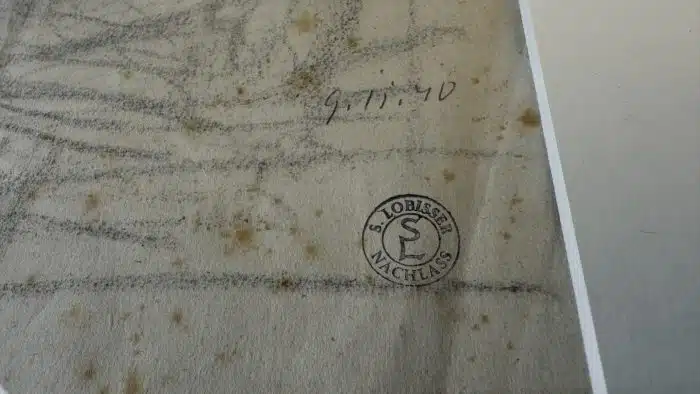 9.11.40
S. LOBISSER
SL
NACHLASS